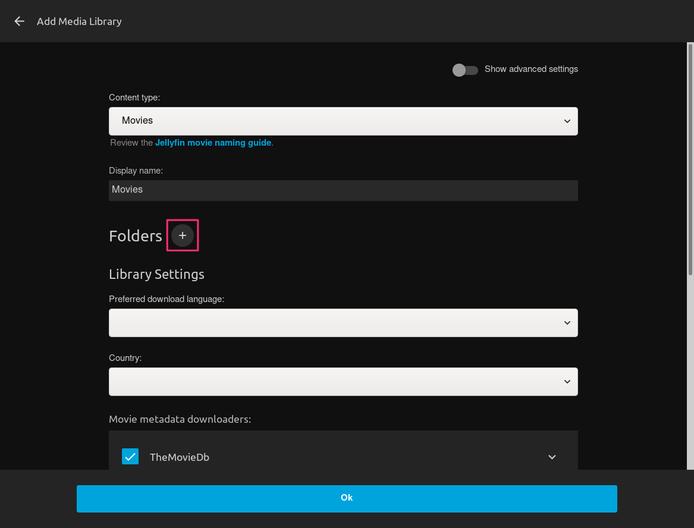 Add Media Library
Show advanced settings
Content type:
Movies
Review the Jellyfin movie naming guide.
Display name:
Movies
Folders +
Library Settings
Preferred download language:
Country:
Movie metadata downloaders:
TheMovieDb
Ok